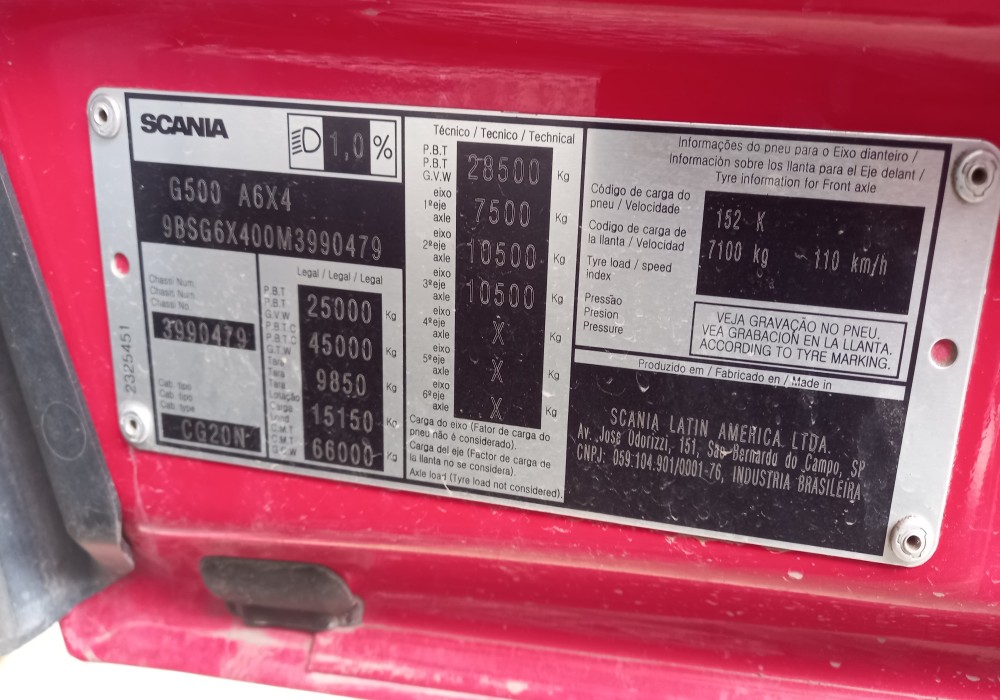 SCANIA
1,0 %
G500 A6X4
9BSG6X400M3990479
Chassi Num.
Chasis Num.
Chassi No
3990479
Cab. tipo
Cab. tipo
Cab. type
CG20N
2325451
Legal / Legal / Legal
P.B.T
P.B.T
G.V.W
25000 Kg
P.B.T.C
P.B.T.C
G.T.W
45000 Kg
Tara
Tara
Tara
9850 Kg
Lotação
Carga
15150 Kg
C.M.T
C.M.T
G.C.W
66000 Kg
Técnico / Tecnico / Technical
P.B.T
P.B.T
G.V.W
28500 Kg
eixo
1ºeje
axle
7500 Kg
eixo
2ºeje
axle
10500 Kg
eixo
3ºeje
axle
10500 Kg
eixo
4ºeje
axle
X Kg
eixo
5ºeje
axle
X Kg
eixo
6ºeje
axle
X Kg
Carga do eixo (Fator de carga do
pneu não é considerado).
Carga del eje (Factor de carga de
la llanta no se considera).
Axle load (Tyre load not considered).
Informações do pneu para o Eixo dianteiro /
Información sobre los llanta para el Eje delant /
Tyre information for Front axle
Código de carga do
pneu / Velocidade
Codigo de carga de
la llanta / Velocidad
Tyre load / speed
index
152 K
7100 kg ~ 110 km/h
Pressão
Presion
Pressure
VEJA GRAVAÇÃO NO PNEU.
VEA GRABACION EN LA LLANTA.
ACCORDING TO TYRE MARKING.
Produzido em / Fabricado en / Made in
SCANIA LATIN AMERICA LTDA.
Av. José Odorizzi, 151, São Bernardo do Campo, SP
CNPJ: 059.104.901/0001-76, INDÚSTRIA BRASILEIRA